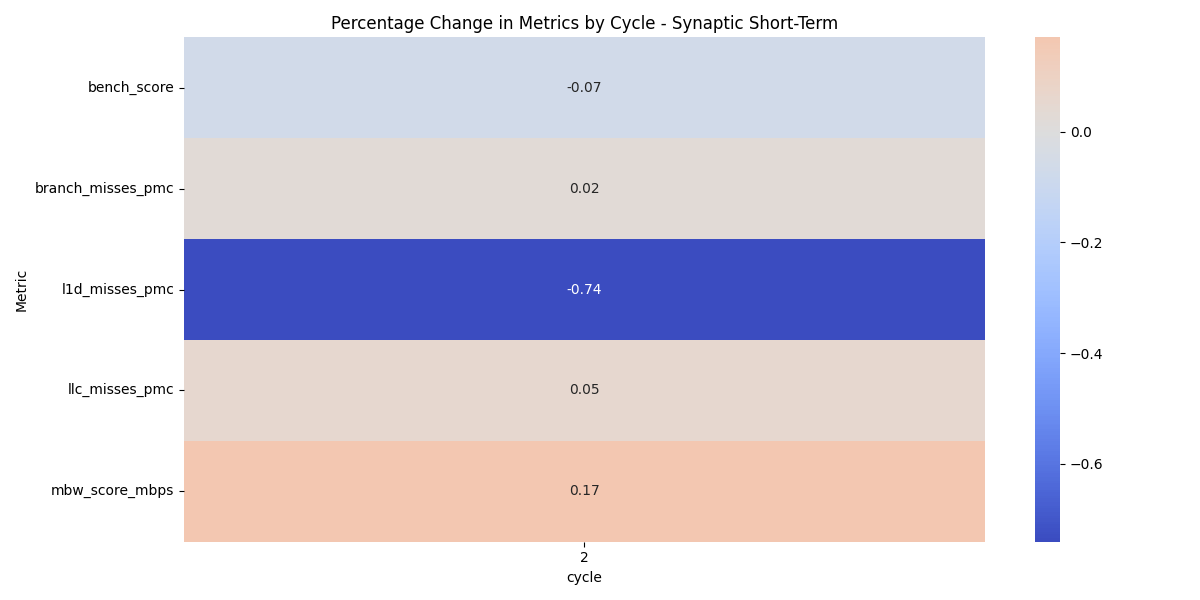 Percentage Change in Metrics by Cycle - Synaptic Short-Term
Metric
bench_score
-0.07
branch_misses_pmc
0.02
l1d_misses_pmc
-0.74
llc_misses_pmc
0.05
mbw_score_mbps
0.17
2
cycle
0.0
−0.2
−0.4
−0.6